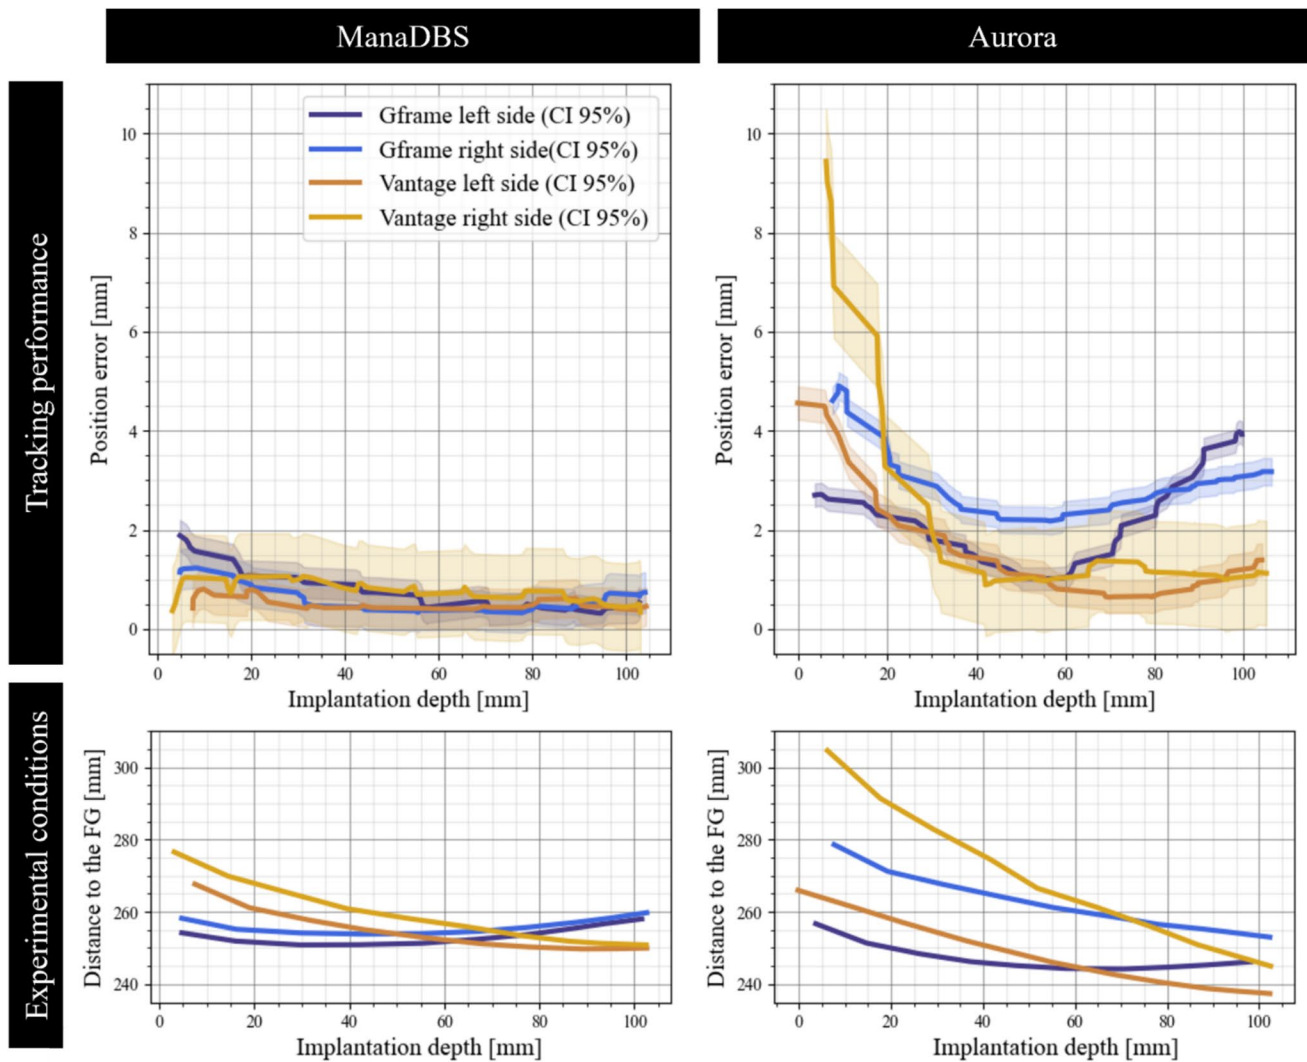 ManaDBS
Aurora
Tracking performance
Position error [mm]
10
8
6
4
2
0
Gframe left side (CI 95%)
Gframe right side(CI 95%)
Vantage left side (CI 95%)
Vantage right side (CI 95%)
0 20 40 60 80 100
Implantation depth [mm]
Position error [mm]
10
8
6
4
2
0
0 20 40 60 80 100
Implantation depth [mm]
Experimental conditions
Distance to the FG [mm]
300
280
260
240
0 20 40 60 80 100
Implantation depth [mm]
Distance to the FG [mm]
300
280
260
240
0 20 40 60 80 100
Implantation depth [mm]